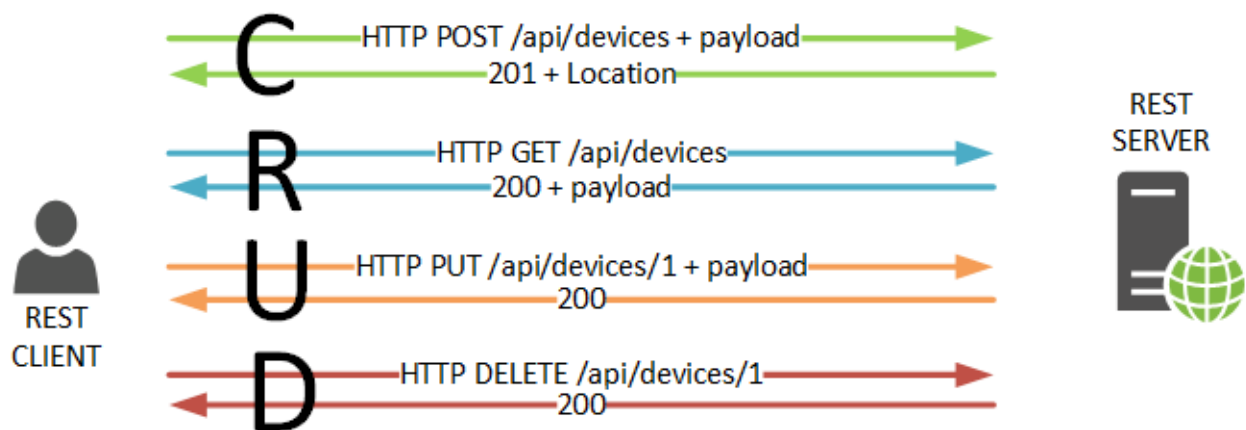 C
HTTP POST /api/devices + payload
201 + Location
R
HTTP GET /api/devices
200 + payload
U
HTTP PUT /api/devices/1 + payload
200
D
HTTP DELETE /api/devices/1
200
REST
CLIENT
REST
SERVER